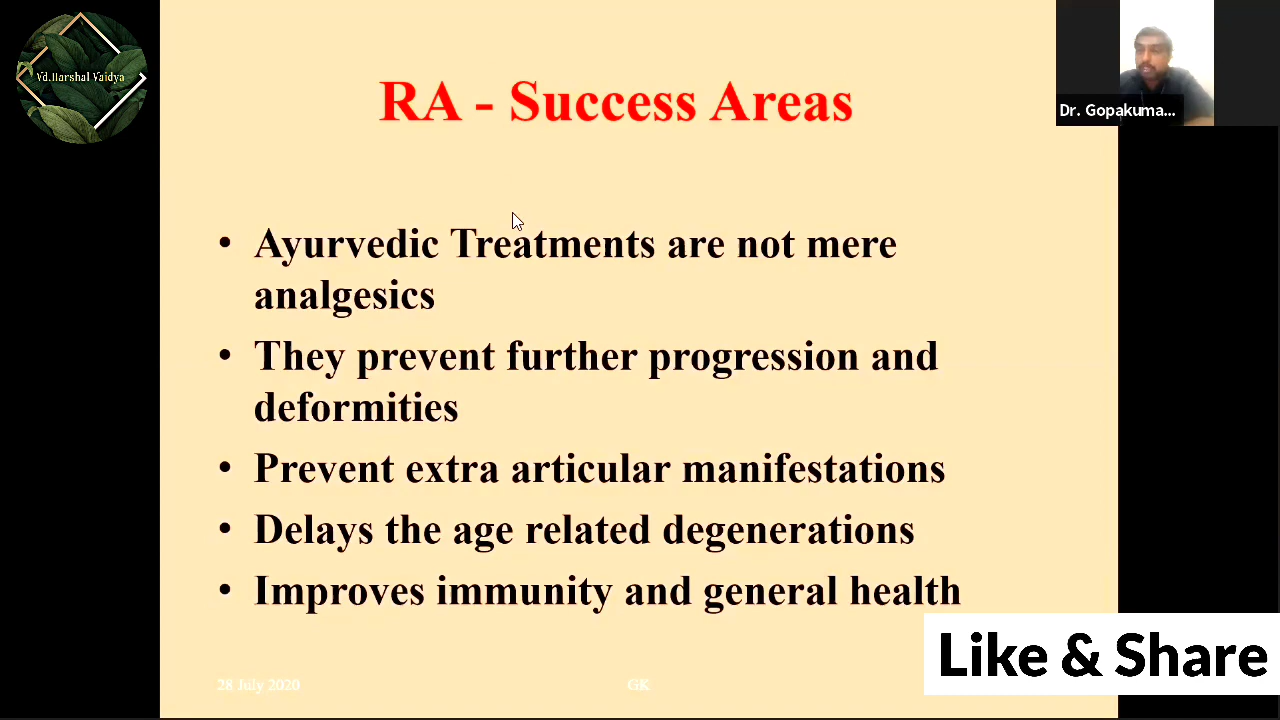 Vd.Harshal Vaidya
RA - Success Areas
Dr. Gopakuma...
• Ayurvedic Treatments are not mere
analgesics
• They prevent further progression and
deformities
• Prevent extra articular manifestations
• Delays the age related degenerations
• Improves immunity and general health
Like & Share
28 July 2020
GK